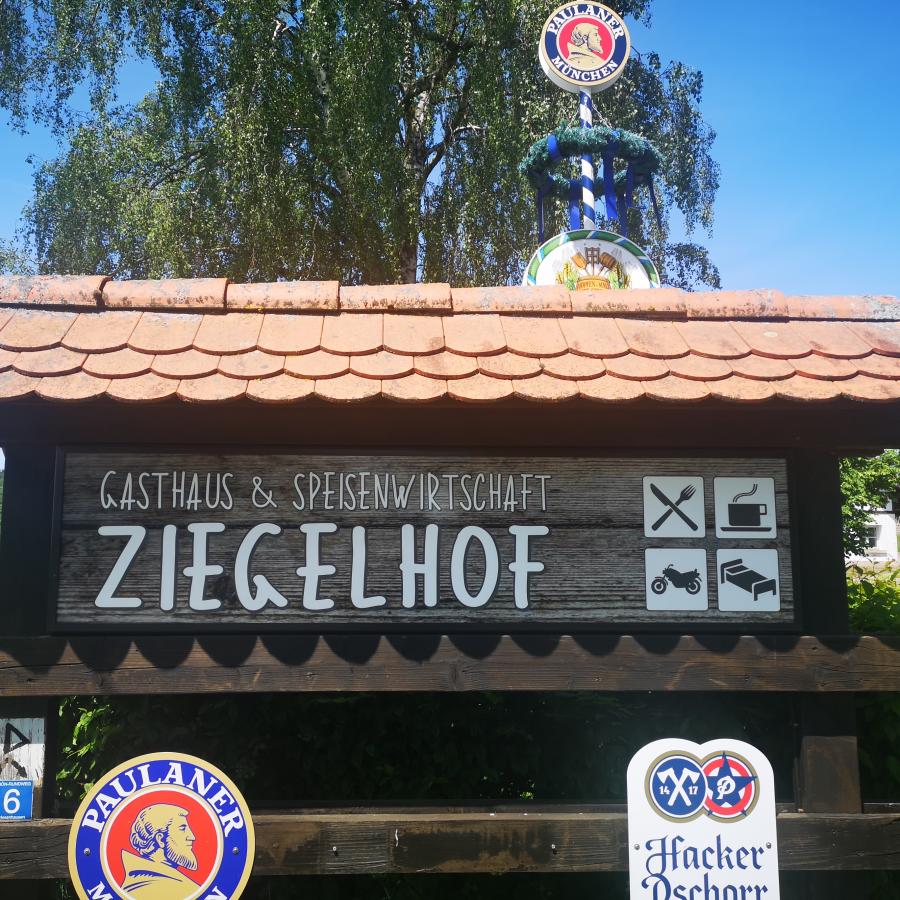 PAULANER
MÜNCHEN
GASTHAUS & SPEISENWIRTSCHAFT
ZIEGELHOF
6
PAULANER
14 17
P
Hacker
Pschorr